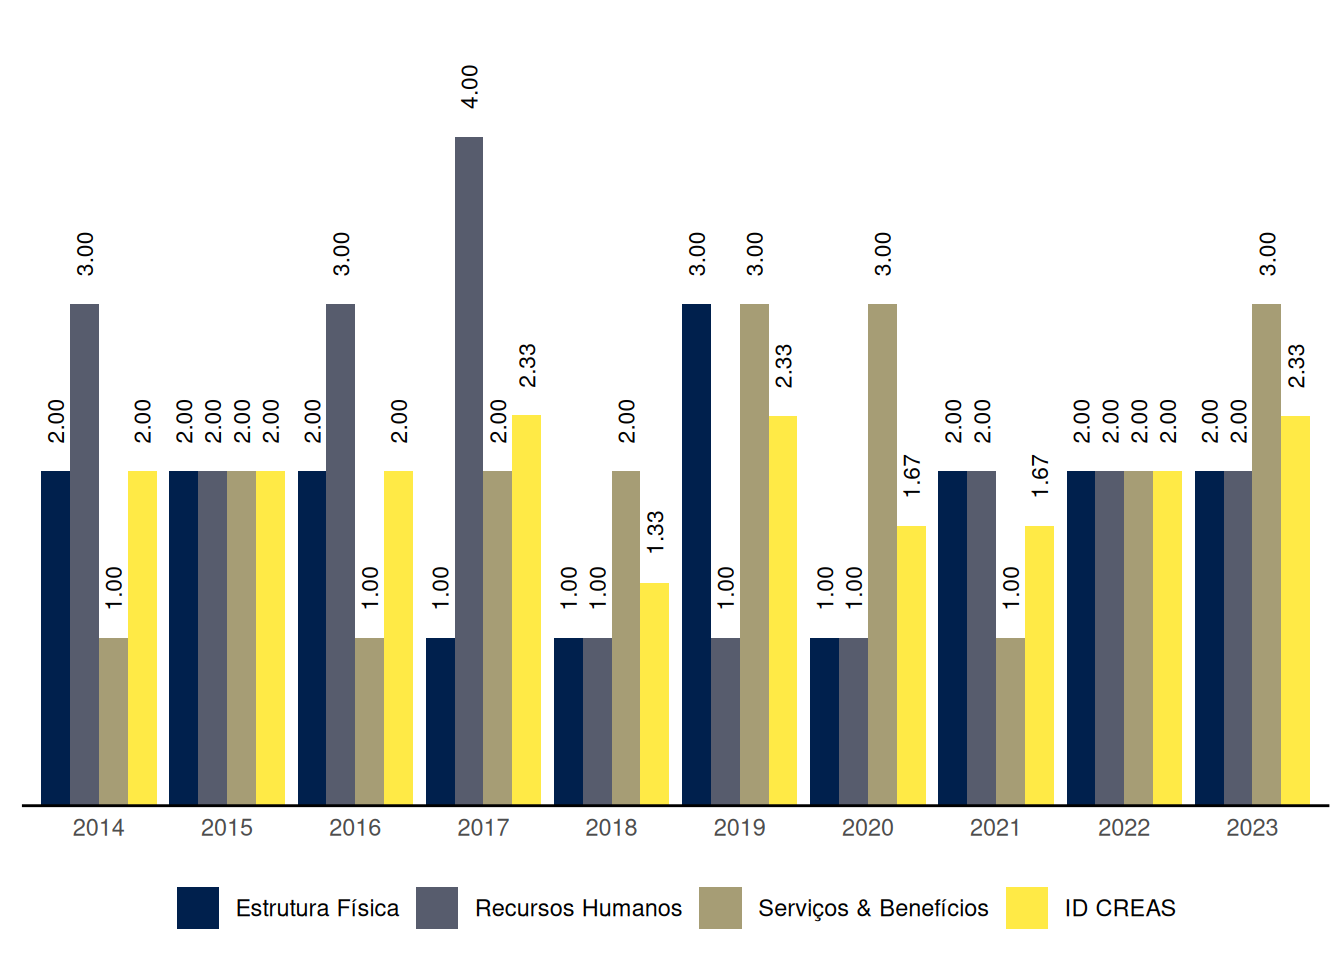 4.00
3.00 3.00 3.00 3.00 3.00 3.00
2.33 2.33 2.33
2.00 2.00 2.00 2.00 2.00 2.00 2.00 2.00 2.00 2.00 2.00 2.00 2.00 2.00 2.00 2.00 2.00 2.00
1.67 1.67
1.33
1.00 1.00 1.00 1.00 1.00 1.00 1.00 1.00 1.00
2014 2015 2016 2017 2018 2019 2020 2021 2022 2023
Estrutura Física Recursos Humanos Serviços & Benefícios ID CREAS